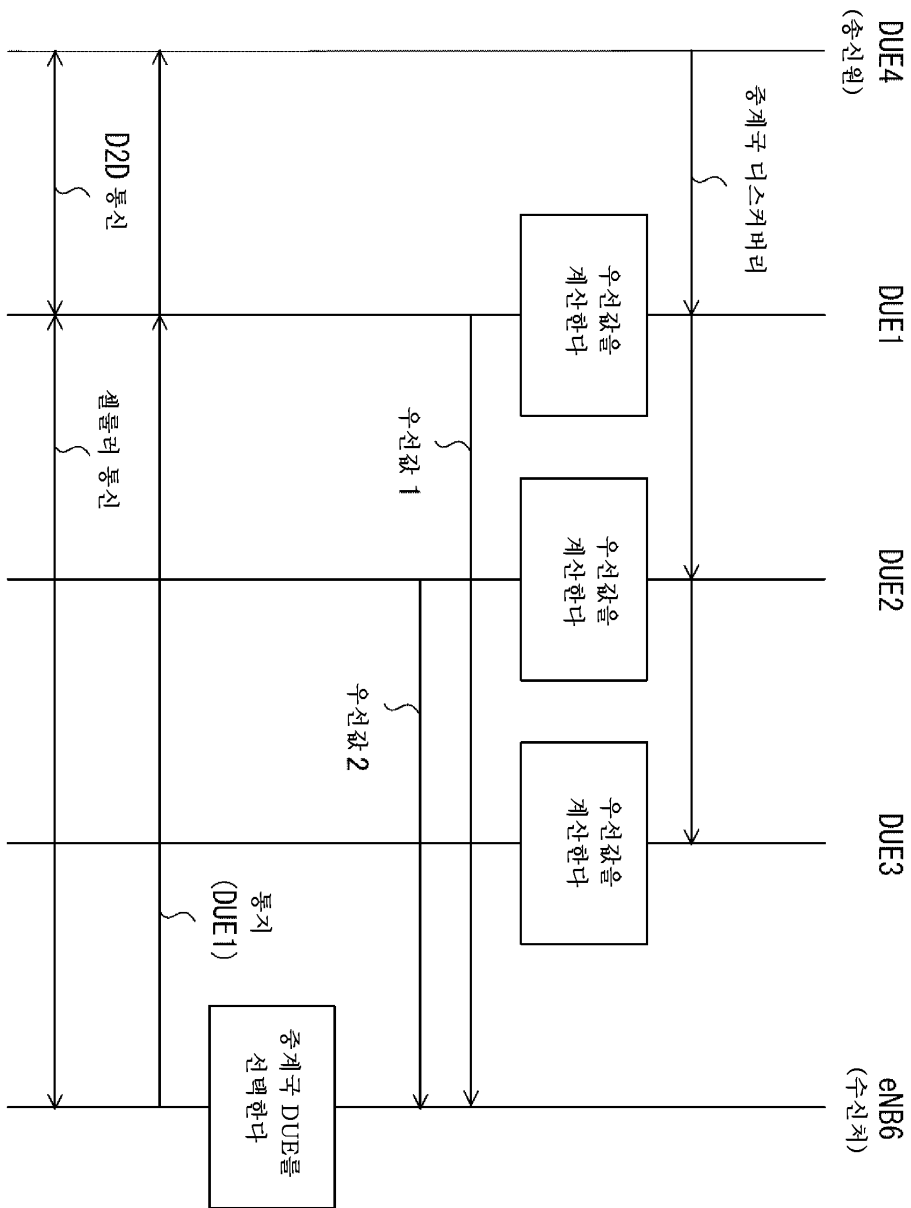 DUE4
(송신원)
DUE1
DUE2
DUE3
eNB6
(수신처)
중계국 디스커버리
우선값을
계산한다
우선값을
계산한다
우선값을
계산한다
우선값 1
우선값 2
중계국 DUE를
선택한다
통지
(DUE1)
D2D 통신
셀룰러 통신